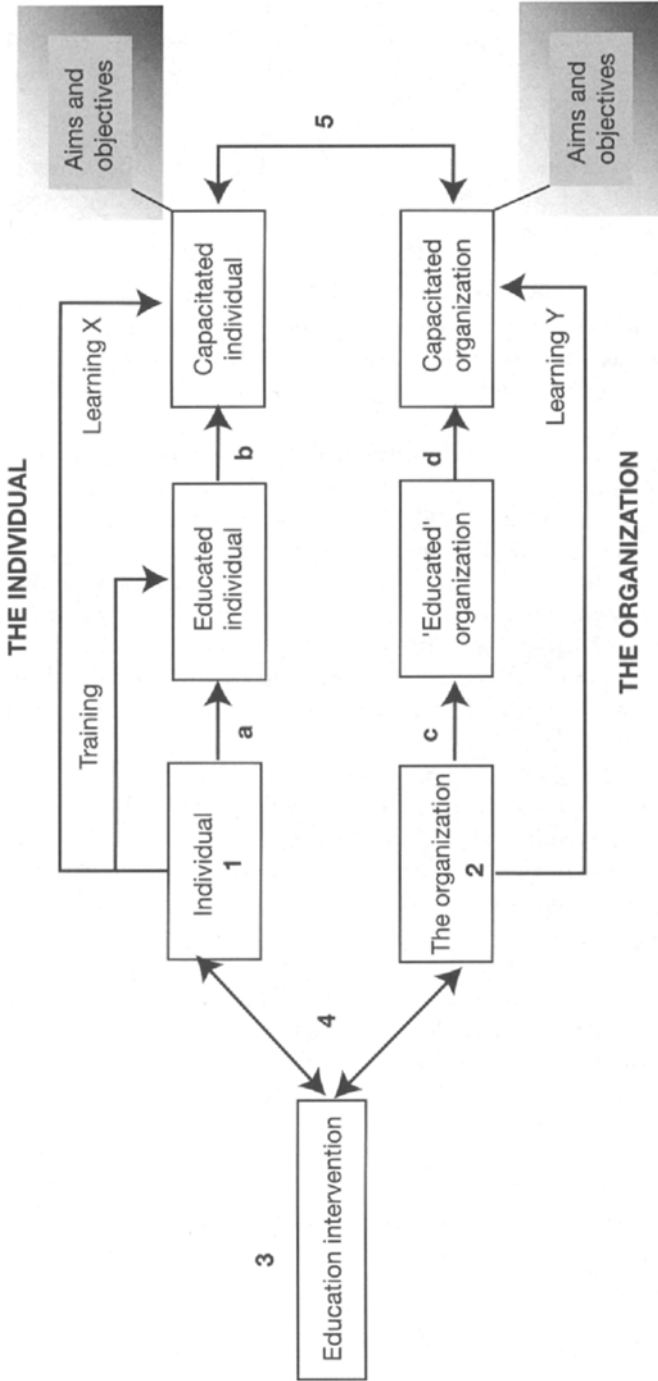 THE INDIVIDUAL
Learning X
Training
Aims and
objectives
Individual
1
a
Educated
individual
b
Capacitated
individual
3
Education intervention
4
5
The organization
2
c
'Educated'
organization
d
Capacitated
organization
Aims and
objectives
Learning Y
THE ORGANIZATION